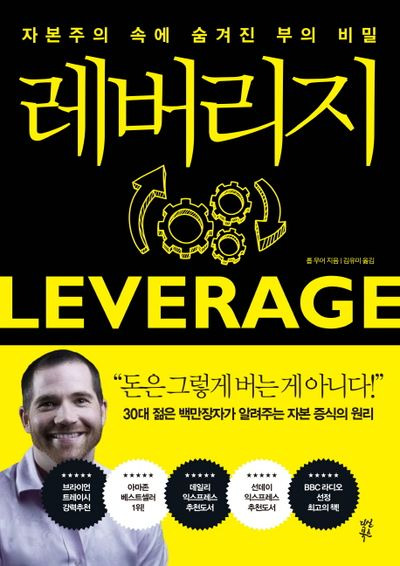 자본주의 속에 숨겨진 부의 비밀
레버리지
롭 무어 지음 | 김유미 옮김
LEVERAGE
“돈은 그렇게 버는 게 아니다!”
30대 젊은 백만장자가 알려주는 자본 증식의 원리
★★★★★
브라이언
트레이시
강력추천
★★★★★
아마존
베스트셀러
1위!
★★★★★
데일리
익스프레스
추천도서
★★★★★
선데이
익스프레스
추천도서
★★★★★
BBC 라디오
선정
최고의 책!
다산
북스